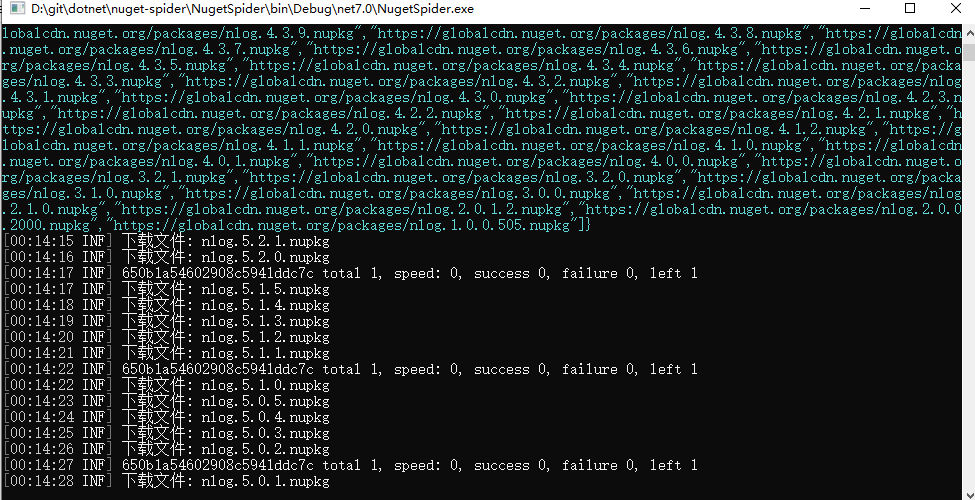 D:\git\dotnet\nuget-spider\NugetSpider\bin\Debug\net7.0\NugetSpider.exe
lobalcdn.nuget.org/packages/nlog.4.3.9.nupkg","https://globalcdn.nuget.org/packages/nlog.4.3.8.nupkg","https://globalcdn
.nuget.org/packages/nlog.4.3.7.nupkg","https://globalcdn.nuget.org/packages/nlog.4.3.6.nupkg","https://globalcdn.nuget.o
rg/packages/nlog.4.3.5.nupkg","https://globalcdn.nuget.org/packages/nlog.4.3.4.nupkg","https://globalcdn.nuget.org/packa
ges/nlog.4.3.3.nupkg","https://globalcdn.nuget.org/packages/nlog.4.3.2.nupkg","https://globalcdn.nuget.org/packages/nlog
.4.3.1.nupkg","https://globalcdn.nuget.org/packages/nlog.4.3.0.nupkg","https://globalcdn.nuget.org/packages/nlog.4.2.3.n
upkg","https://globalcdn.nuget.org/packages/nlog.4.2.2.nupkg","https://globalcdn.nuget.org/packages/nlog.4.2.1.nupkg","h
ttps://globalcdn.nuget.org/packages/nlog.4.2.0.nupkg","https://globalcdn.nuget.org/packages/nlog.4.1.2.nupkg","https://g
lobalcdn.nuget.org/packages/nlog.4.1.1.nupkg","https://globalcdn.nuget.org/packages/nlog.4.1.0.nupkg","https://globalcdn
.nuget.org/packages/nlog.4.0.1.nupkg","https://globalcdn.nuget.org/packages/nlog.4.0.0.nupkg","https://globalcdn.nuget.o
rg/packages/nlog.3.2.1.nupkg","https://globalcdn.nuget.org/packages/nlog.3.2.0.nupkg","https://globalcdn.nuget.org/packa
ges/nlog.3.1.0.nupkg","https://globalcdn.nuget.org/packages/nlog.3.0.0.nupkg","https://globalcdn.nuget.org/packages/nlog
.2.1.0.nupkg","https://globalcdn.nuget.org/packages/nlog.2.0.1.2.nupkg","https://globalcdn.nuget.org/packages/nlog.2.0.0
.2000.nupkg","https://globalcdn.nuget.org/packages/nlog.1.0.0.505.nupkg"]}
[00:14:15 INF] 下载文件: nlog.5.2.1.nupkg
[00:14:16 INF] 下载文件: nlog.5.2.0.nupkg
[00:14:17 INF] 650b1a54602908c5941ddc7c total 1, speed: 0, success 0, failure 0, left 1
[00:14:17 INF] 下载文件: nlog.5.1.5.nupkg
[00:14:18 INF] 下载文件: nlog.5.1.4.nupkg
[00:14:19 INF] 下载文件: nlog.5.1.3.nupkg
[00:14:20 INF] 下载文件: nlog.5.1.2.nupkg
[00:14:21 INF] 下载文件: nlog.5.1.1.nupkg
[00:14:22 INF] 650b1a54602908c5941ddc7c total 1, speed: 0, success 0, failure 0, left 1
[00:14:22 INF] 下载文件: nlog.5.1.0.nupkg
[00:14:23 INF] 下载文件: nlog.5.0.5.nupkg
[00:14:24 INF] 下载文件: nlog.5.0.4.nupkg
[00:14:25 INF] 下载文件: nlog.5.0.3.nupkg
[00:14:26 INF] 下载文件: nlog.5.0.2.nupkg
[00:14:27 INF] 650b1a54602908c5941ddc7c total 1, speed: 0, success 0, failure 0, left 1
[00:14:28 INF] 下载文件: nlog.5.0.1.nupkg